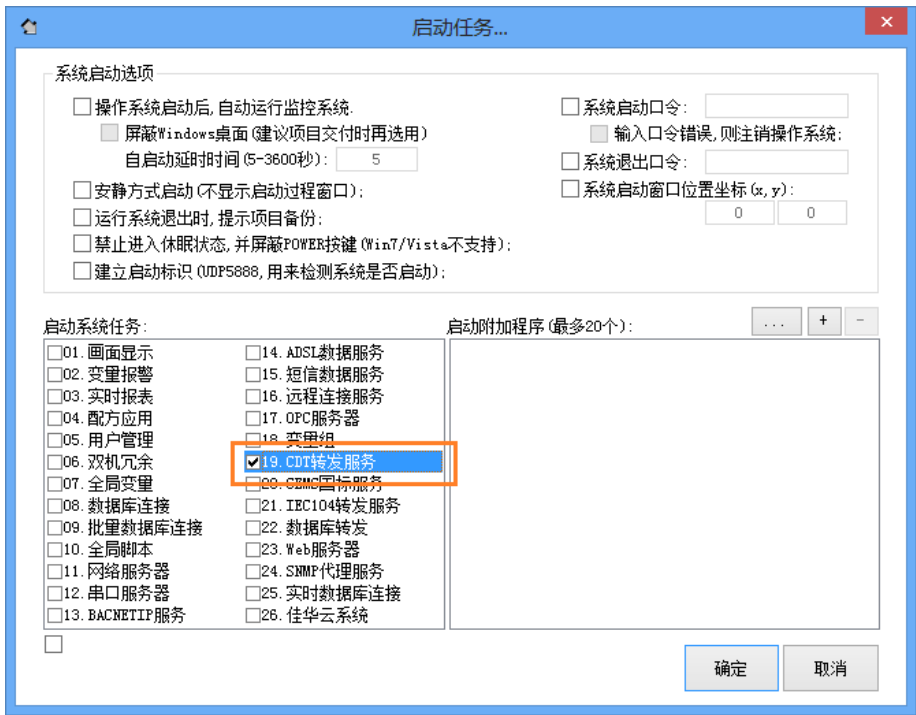 启动任务...
系统启动选项
操作系统启动后,自动运行监控系统.
屏蔽Windows桌面(建议项目交付时再选用)
自启动延时时间(5-3600秒): 5
安静方式启动(不显示启动过程窗口);
运行系统退出时,提示项目备份;
禁止进入休眠状态,并屏蔽POWER按键(Win7/Vista不支持);
建立启动标识(UDP5888,用来检测系统是否启动);
系统启动口令:
输入口令错误,则注销操作系统;
系统退出口令:
系统启动窗口位置坐标(x,y):
0 0
启动系统任务:
01.画面显示
02.变量报警
03.实时报表
04.配方应用
05.用户管理
06.双机冗余
07.全局变量
08.数据库连接
09.批量数据库连接
10.全局脚本
11.网络服务器
12.串口服务器
13.BACNETIP服务
14.ADSL数据服务
15.短信数据服务
16.远程连接服务
17.OPC服务器
18.变量组
19.CDT转发服务
20.SEMS国标服务
21.IEC104转发服务
22.数据库转发
23.Web服务器
24.SNMP代理服务
25.实时数据库连接
26.佳华云系统
启动附加程序(最多20个):
... + -
确定 取消